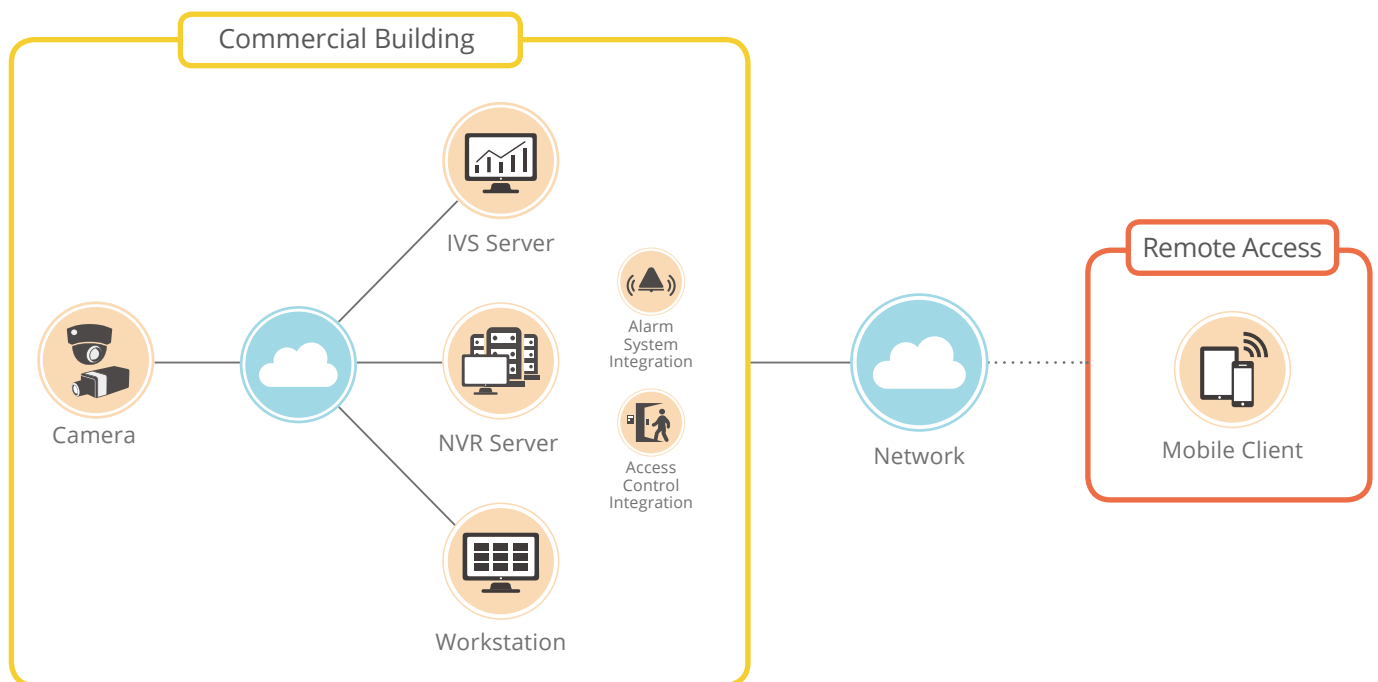 Commercial Building
IVS Server
Alarm
System
Integration
Camera
NVR Server
Access
Control
Integration
Workstation
Network
Remote Access
Mobile Client